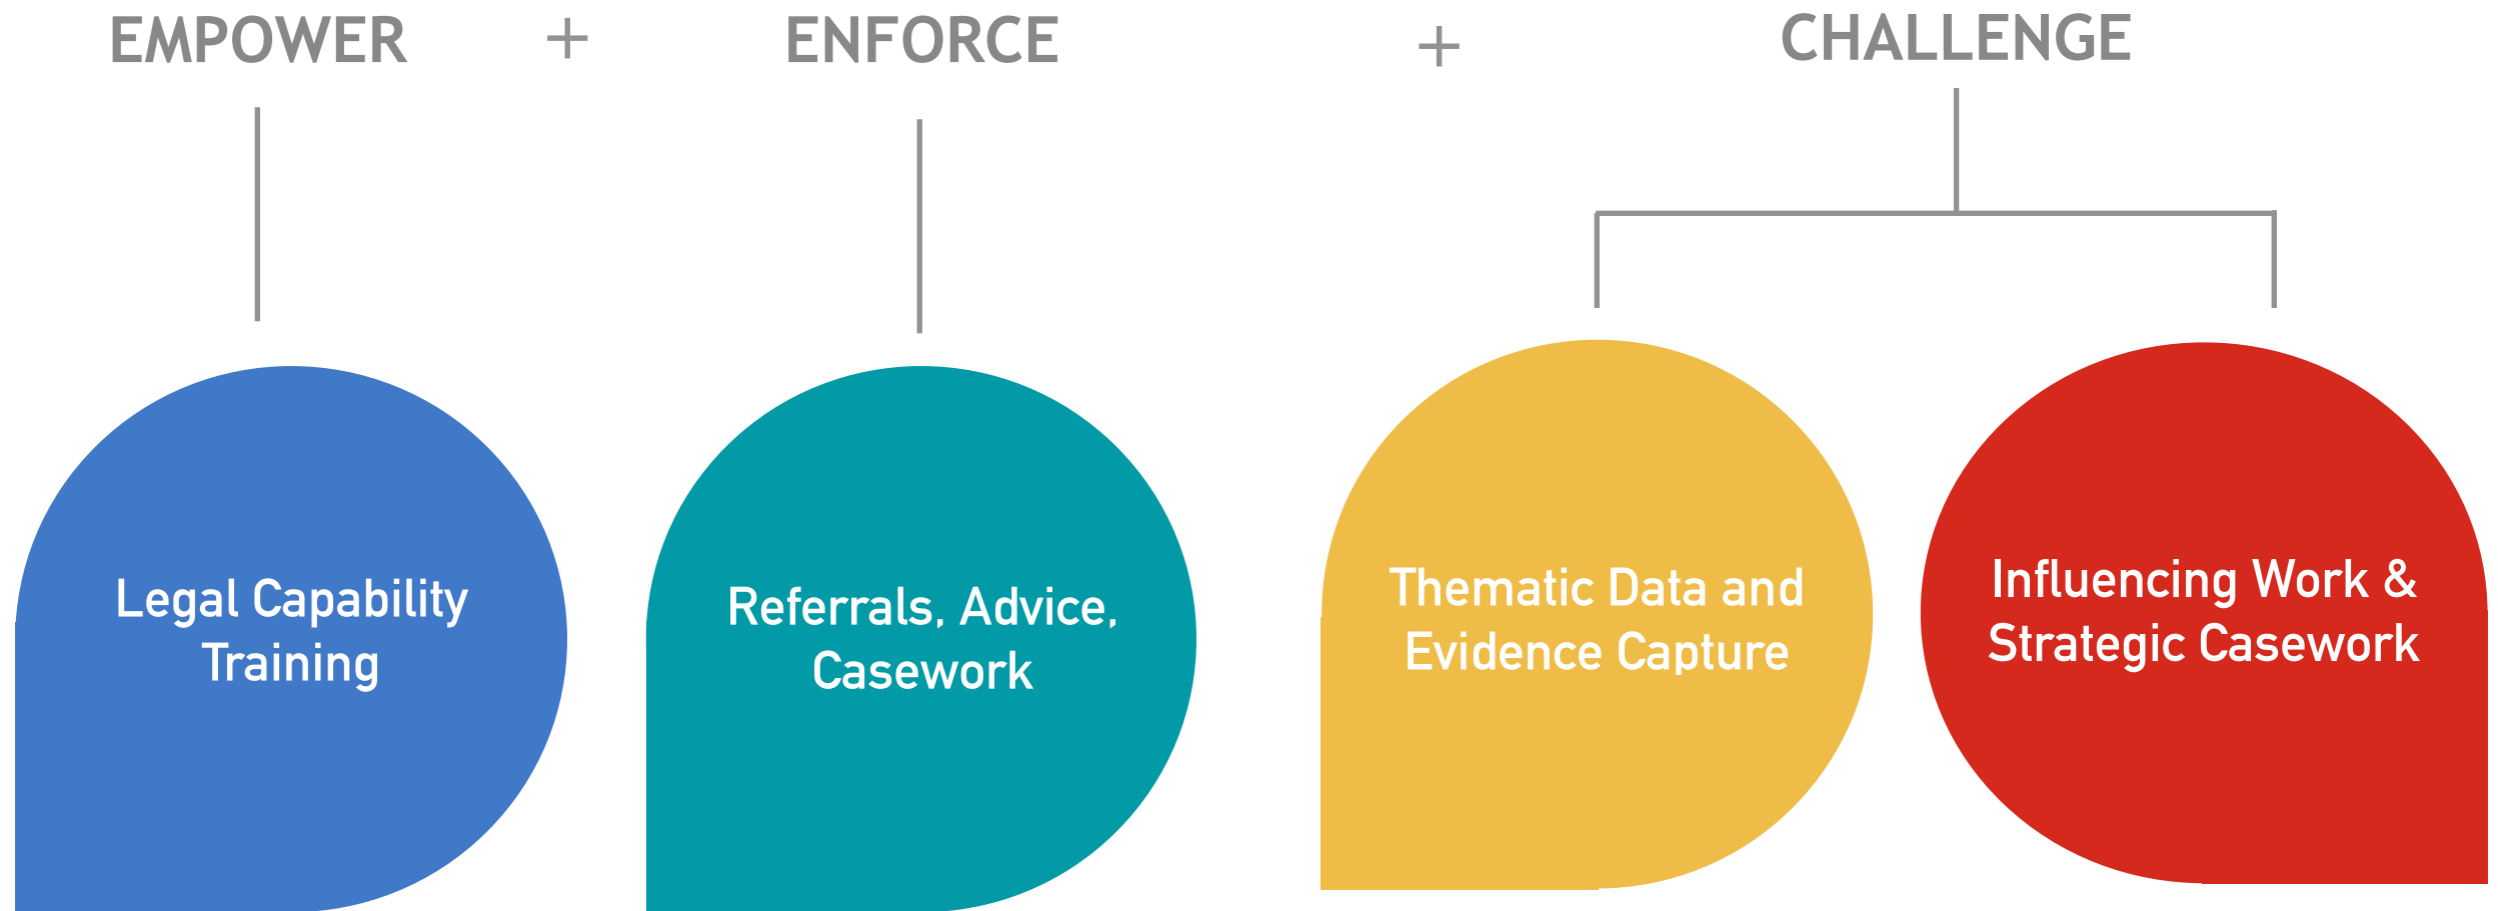 EMPOWER + ENFORCE + CHALLENGE
Legal Capability
Training
Referrals, Advice,
Casework
Thematic Data and
Evidence Capture
Influencing Work &
Strategic Casework